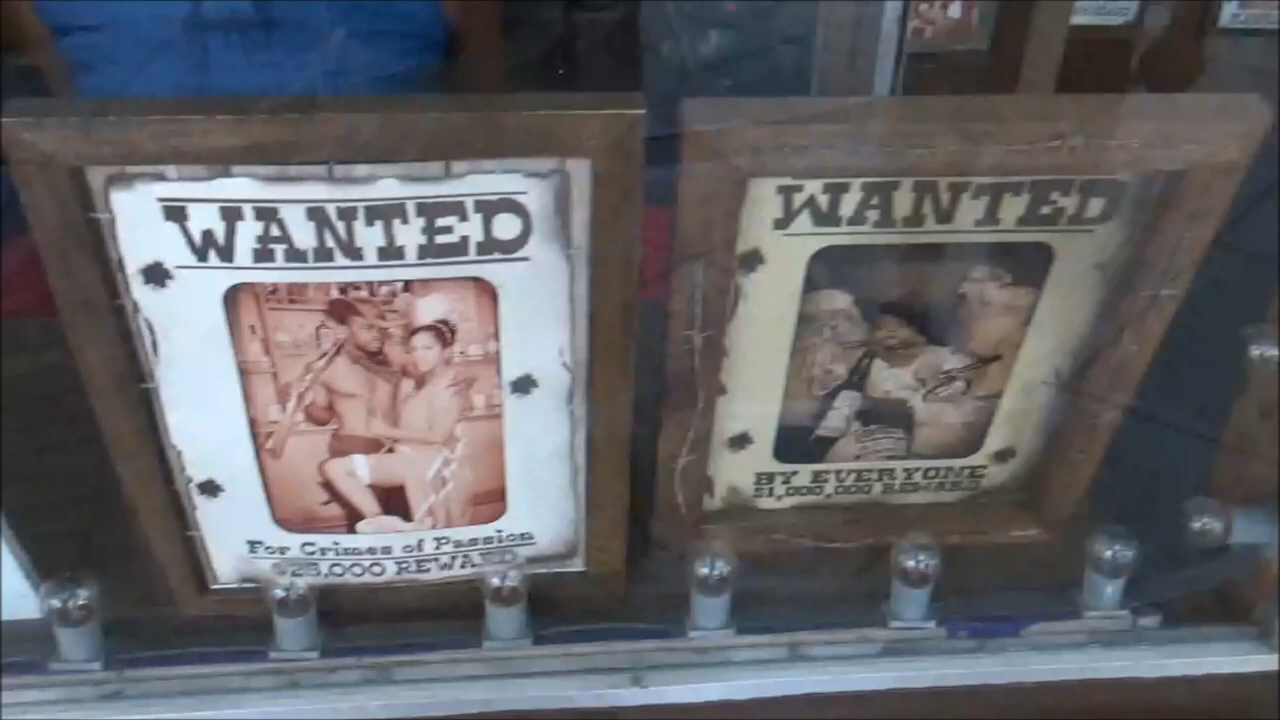 WANTED
For Crimes of Passion
$25,000 REWARD
WANTED
BY EVERYONE
$1,000,000 REWARD